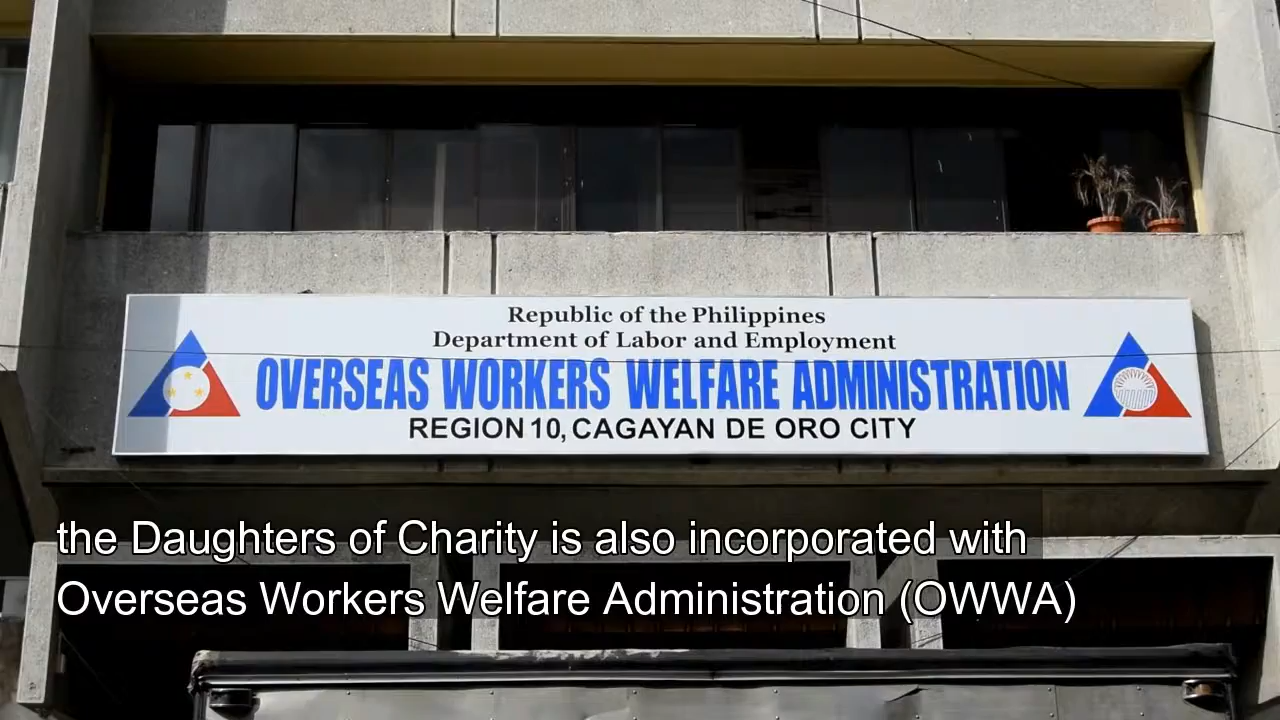 Republic of the Philippines
Department of Labor and Employment
OVERSEAS WORKERS WELFARE ADMINISTRATION
REGION 10, CAGAYAN DE ORO CITY
the Daughters of Charity is also incorporated with
Overseas Workers Welfare Administration (OWWA)